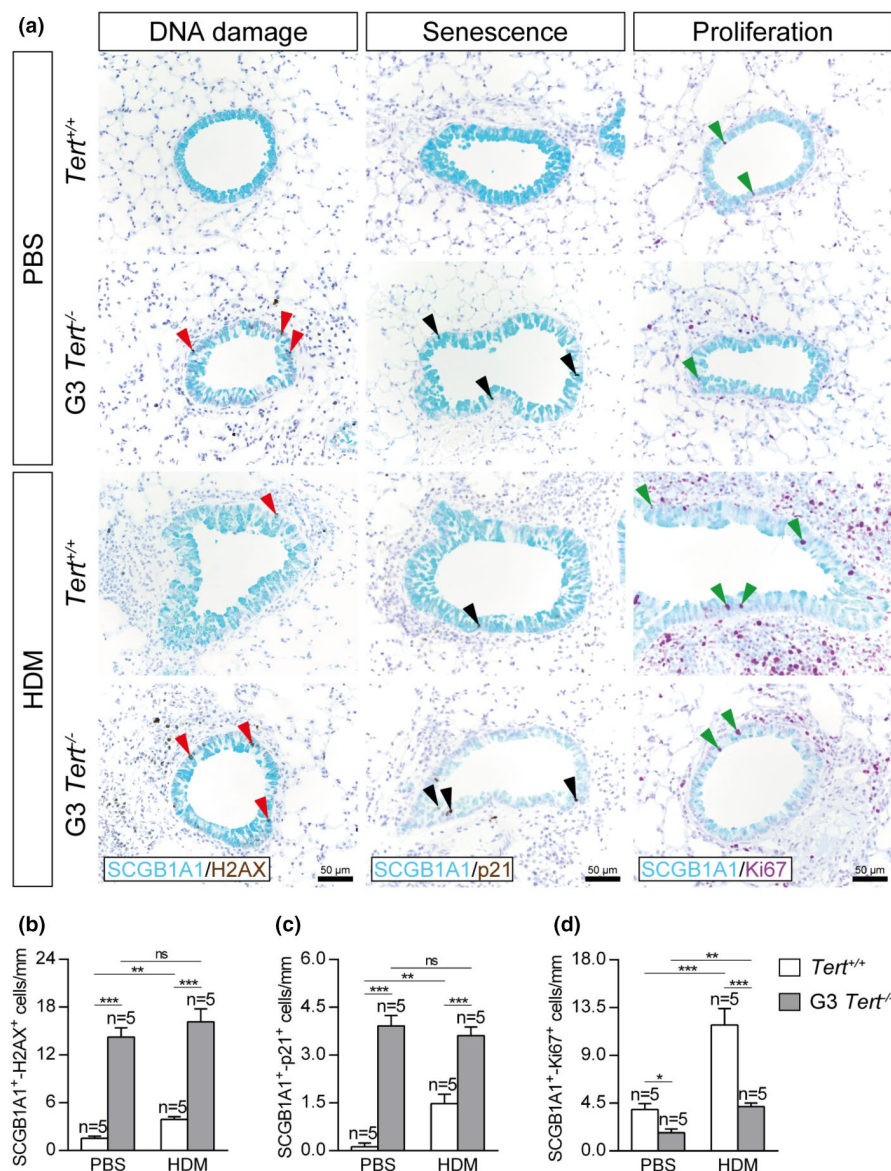 (a)
DNA damage
Senescence
Proliferation
PBS
Tert+/+
G3 Tert-/-
HDM
Tert+/+
G3 Tert-/-
SCGB1A1/H2AX
50 µm
SCGB1A1/p21
50 µm
SCGB1A1/Ki67
50 µm
(b)
SCGB1A1+-H2AX+ cells/mm
24
18
12
6
0
ns
**
***
***
n=5
n=5
n=5
n=5
PBS
HDM
(c)
SCGB1A1+-p21+ cells/mm
6.0
4.5
3.0
1.5
0.0
ns
**
***
***
n=5
n=5
n=5
n=5
PBS
HDM
(d)
SCGB1A1+-Ki67+ cells/mm
18.0
13.5
9.0
4.5
0.0
**
***
***
*
n=5
n=5
n=5
n=5
PBS
HDM
Tert+/+
G3 Tert-/-